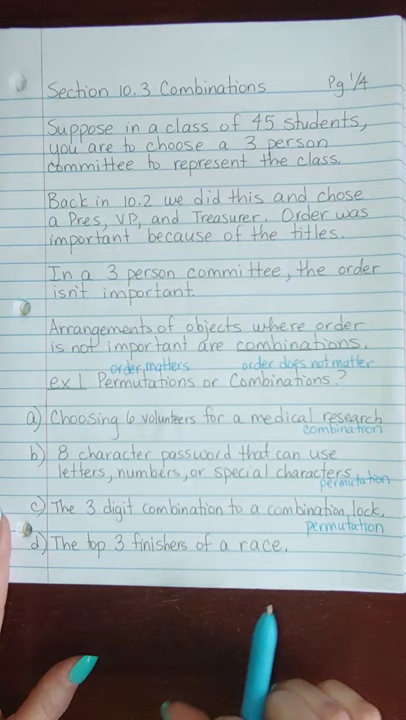 Section 10.3 Combinations Pg 1/4
Suppose in a class of 45 students,
you are to choose a 3 person
committee to represent the class.
Back in 10.2 we did this and chose
a Pres, VP, and Treasurer. Order was
important because of the titles.
In a 3 person committee, the order
isn't important.
Arrangements of objects where order
is not important are combinations.
order matters order does not matter
ex 1 Permutations or Combinations?
a) Choosing 6 volunteers for a medical research
combination
b) 8 character password that can use
letters, numbers, or special characters.
permutation
c) The 3 digit combination to a combination lock.
permutation
d) The top 3 finishers of a race.